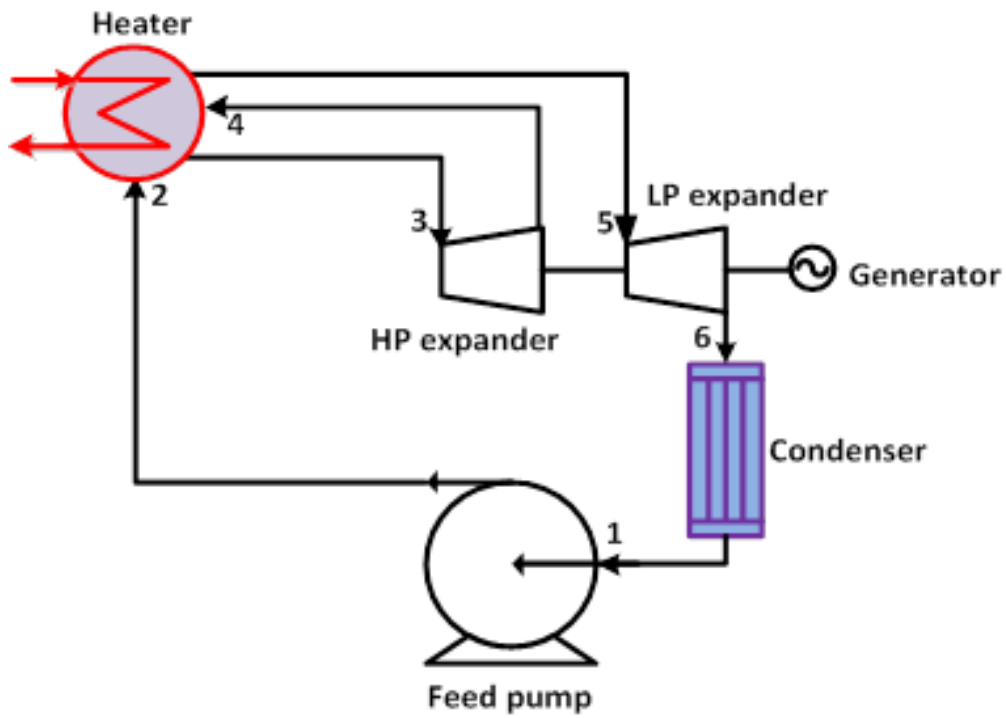 Heater
4
2
LP expander
3
5
Generator
HP expander
6
Condenser
1
Feed pump